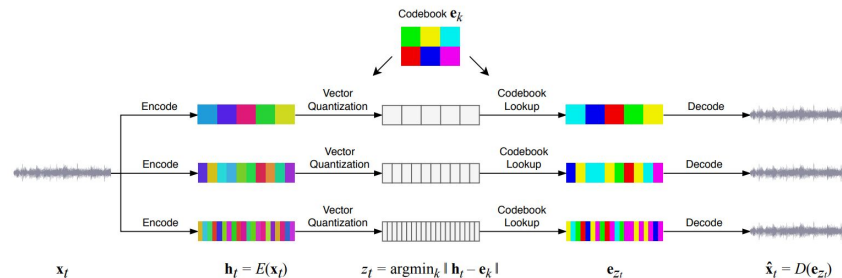 Codebook e_k
Encode
Vector
Quantization
Codebook
Lookup
Decode
Encode
Vector
Quantization
Codebook
Lookup
Decode
Encode
Vector
Quantization
Codebook
Lookup
Decode
x_t
h_t = E(x_t)
z_t = argmin_k ‖ h_t − e_k ‖
e_{z_t}
x̂_t = D(e_{z_t})